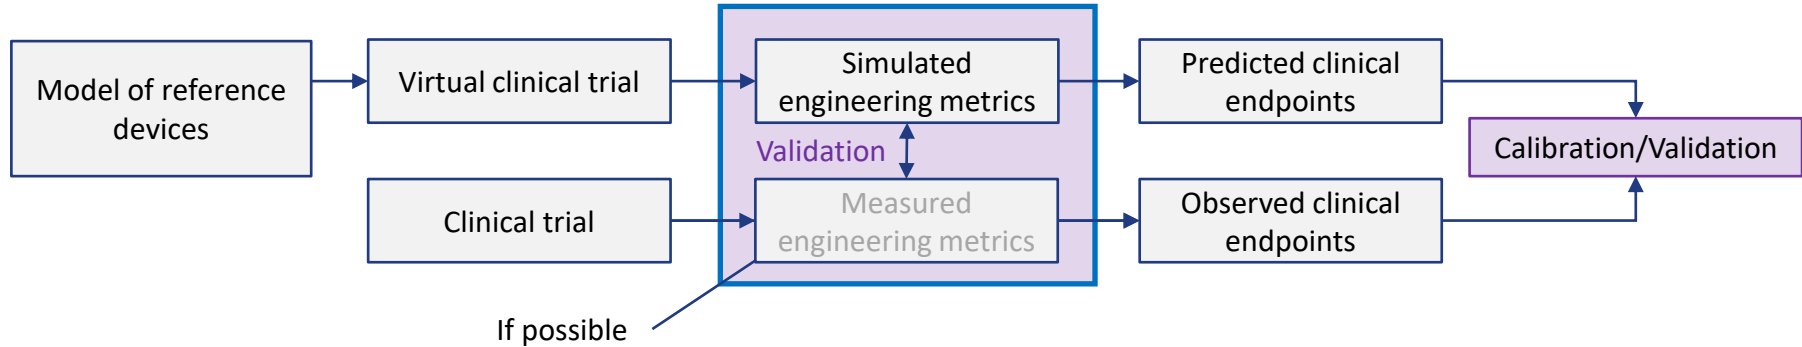 Model of reference
devices
Virtual clinical trial
Simulated
engineering metrics
Predicted clinical
endpoints
Validation
Calibration/Validation
Clinical trial
Measured
engineering metrics
Observed clinical
endpoints
If possible